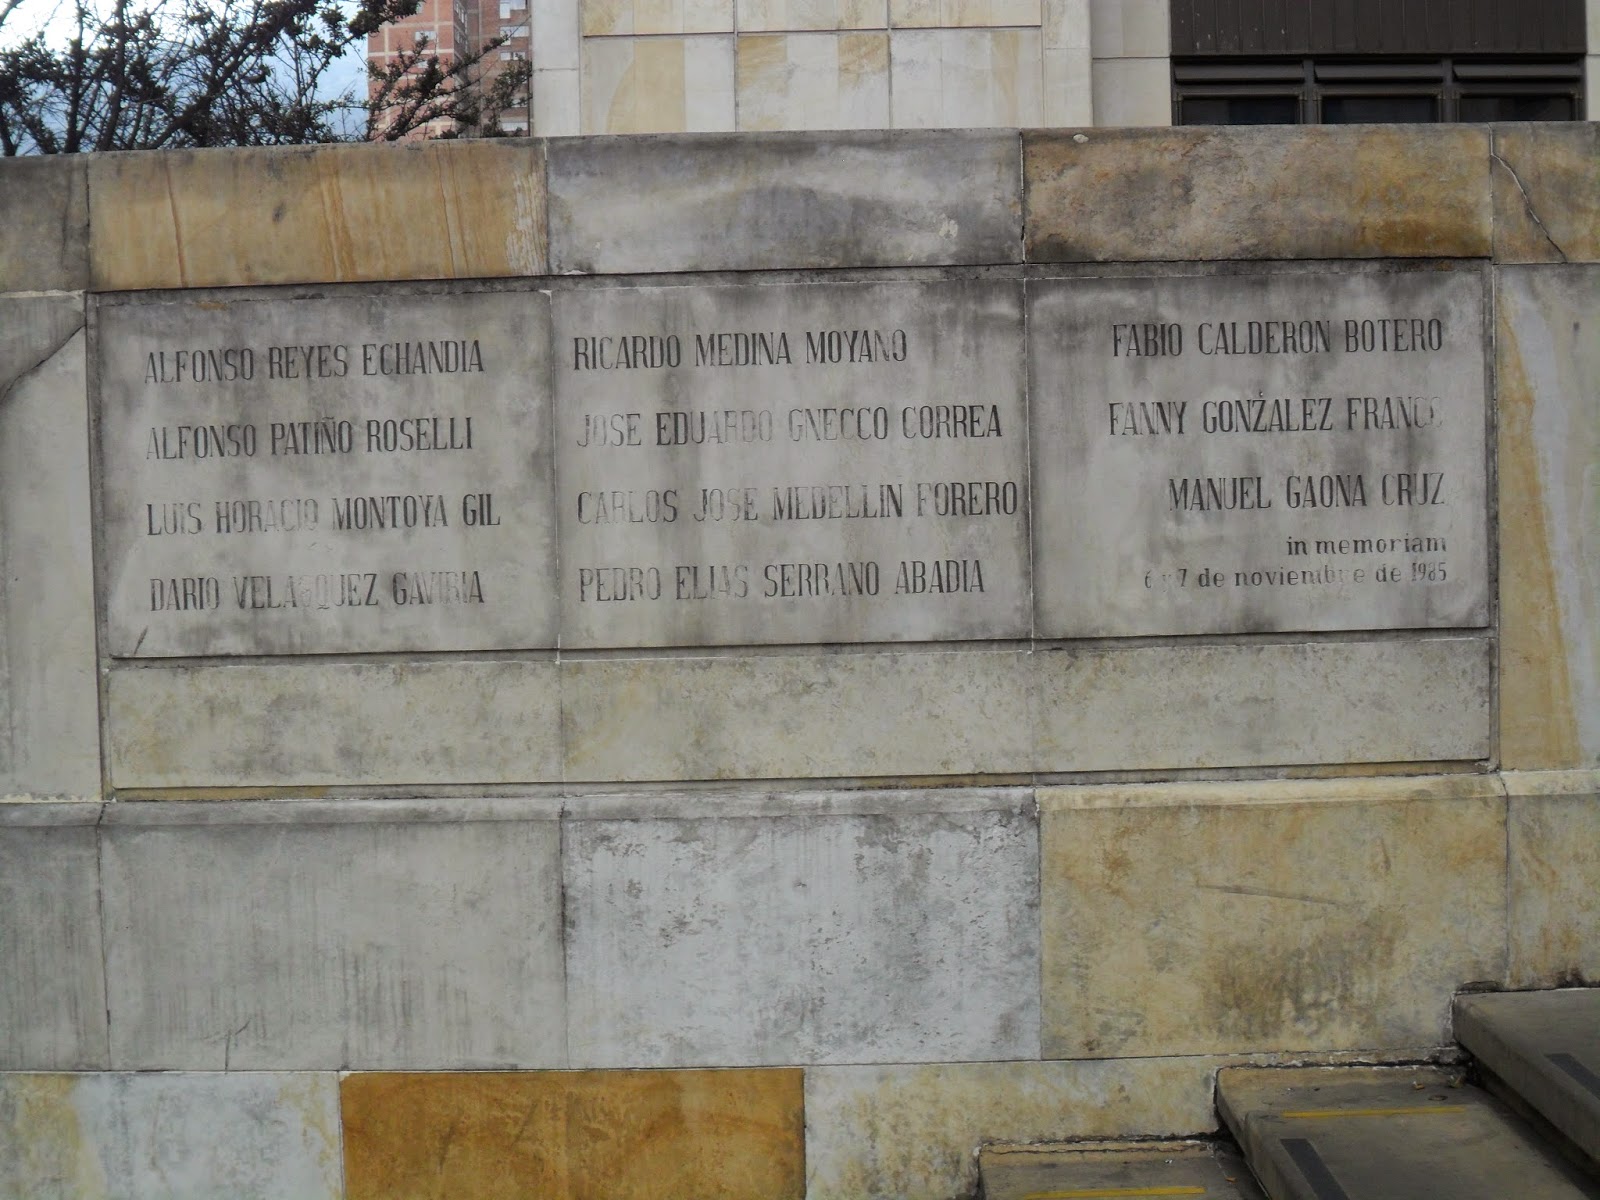 ALFONSO REYES ECHANDIA
ALFONSO PATIÑO ROSELLI
LUIS HORACIO MONTOYA GIL
DARIO VELASQUEZ GAVIRIA
RICARDO MEDINA MOYANO
JOSE EDUARDO GNECCO CORREA
CARLOS JOSE MEDELLIN FORERO
PEDRO ELIAS SERRANO ABADIA
FABIO CALDERON BOTERO
FANNY GONZALEZ FRANCO
MANUEL GAONA CRUZ
in memoriam
6 y 7 de noviembre de 1985